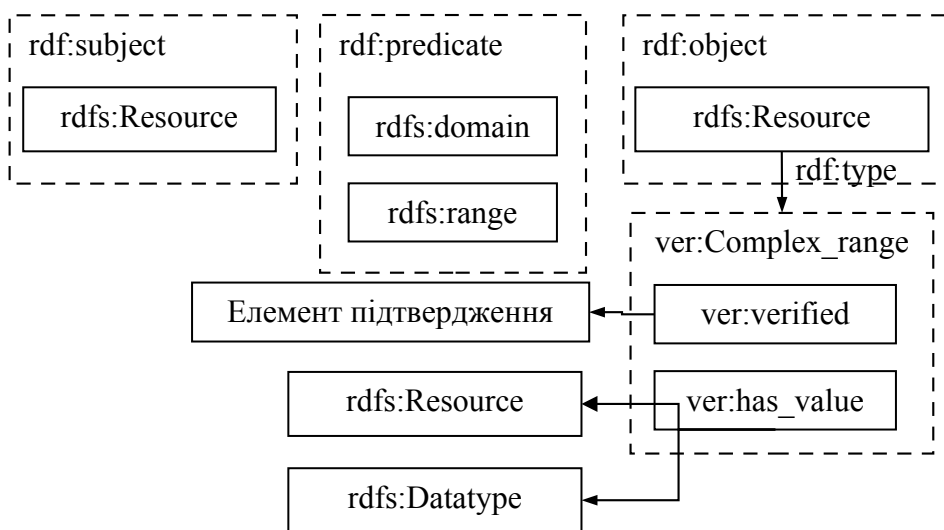 rdf:subject
rdfs:Resource
rdf:predicate
rdfs:domain
rdfs:range
rdf:object
rdfs:Resource
rdf:type
ver:Complex_range
ver:verified
ver:has_value
Елемент підтвердження
rdfs:Resource
rdfs:Datatype